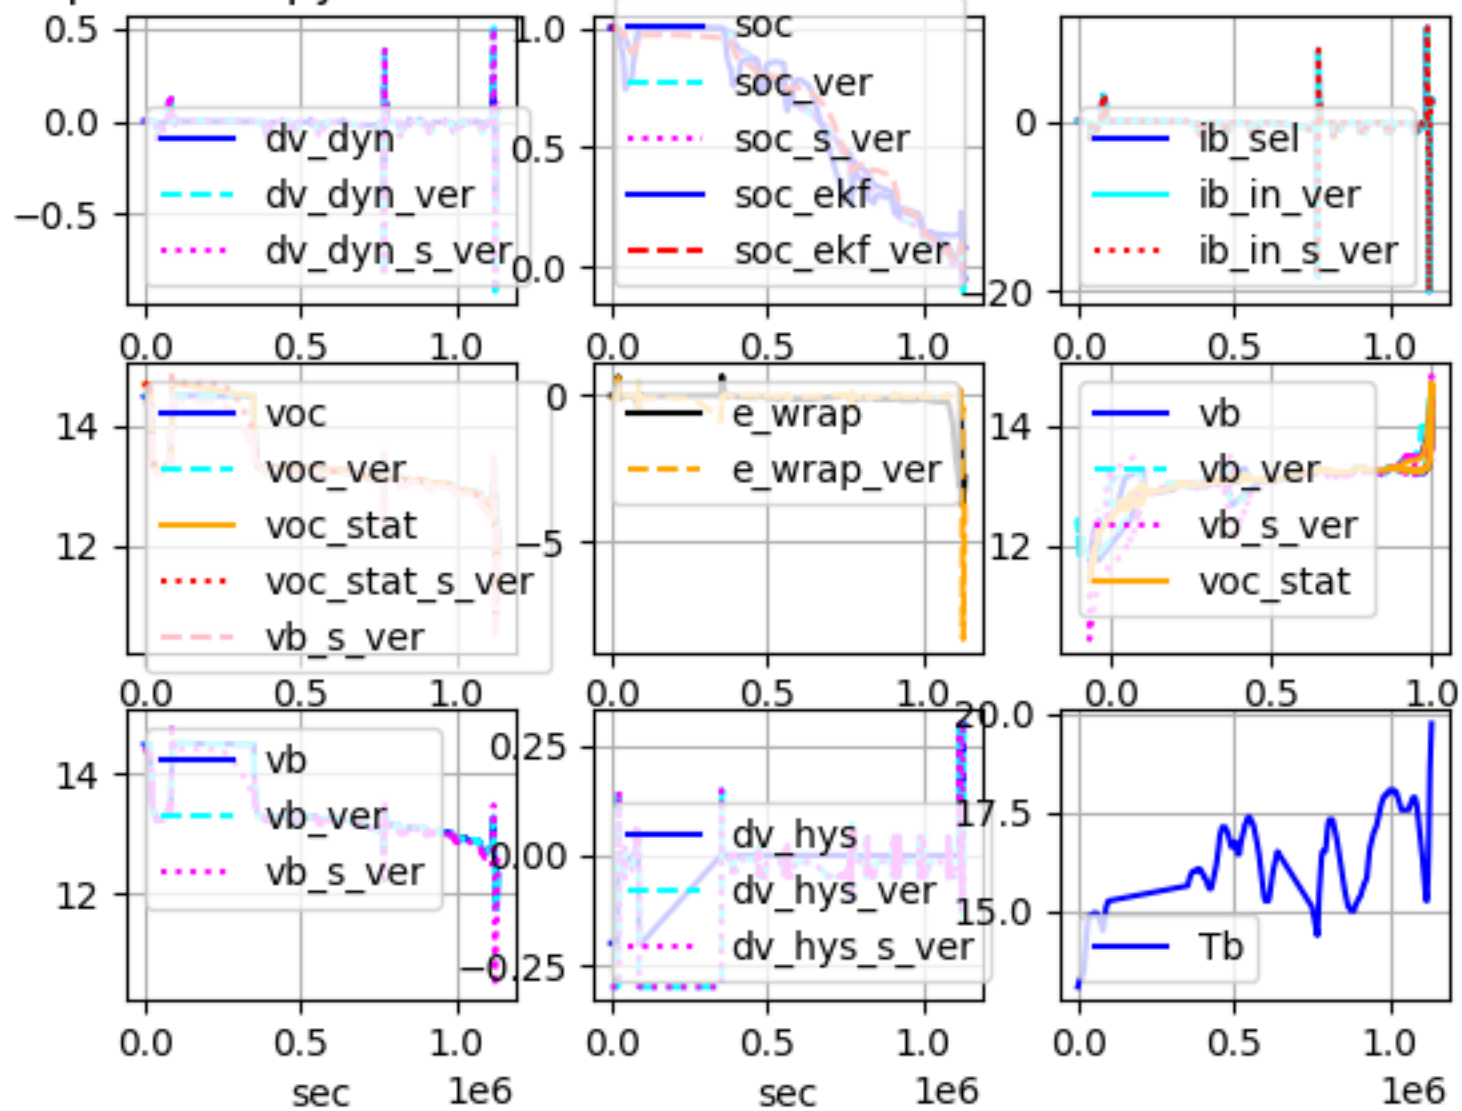 0.5
0.0
−0.5
dv_dyn
dv_dyn_ver
dv_dyn_s_ver
0.0 0.5 1.0
1.0
0.5
0.0
soc
soc_ver
soc_s_ver
soc_ekf
soc_ekf_ver
0.0 0.5 1.0
0
−20
ib_sel
ib_in_ver
ib_in_s_ver
0.0 0.5 1.0
14
12
voc
voc_ver
voc_stat
voc_stat_s_ver
vb_s_ver
0.0 0.5 1.0
0
−5
e_wrap
e_wrap_ver
0.0 0.5 1.0
14
12
vb
vb_ver
vb_s_ver
voc_stat
0.0 0.5 1.0
14
12
vb
vb_ver
vb_s_ver
0.0 0.5 1.0
sec 1e6
0.25
0.00
−0.25
dv_hys
dv_hys_ver
dv_hys_s_ver
0.0 0.5 1.0
sec 1e6
20.0
17.5
15.0
Tb
0.0 0.5 1.0
1e6